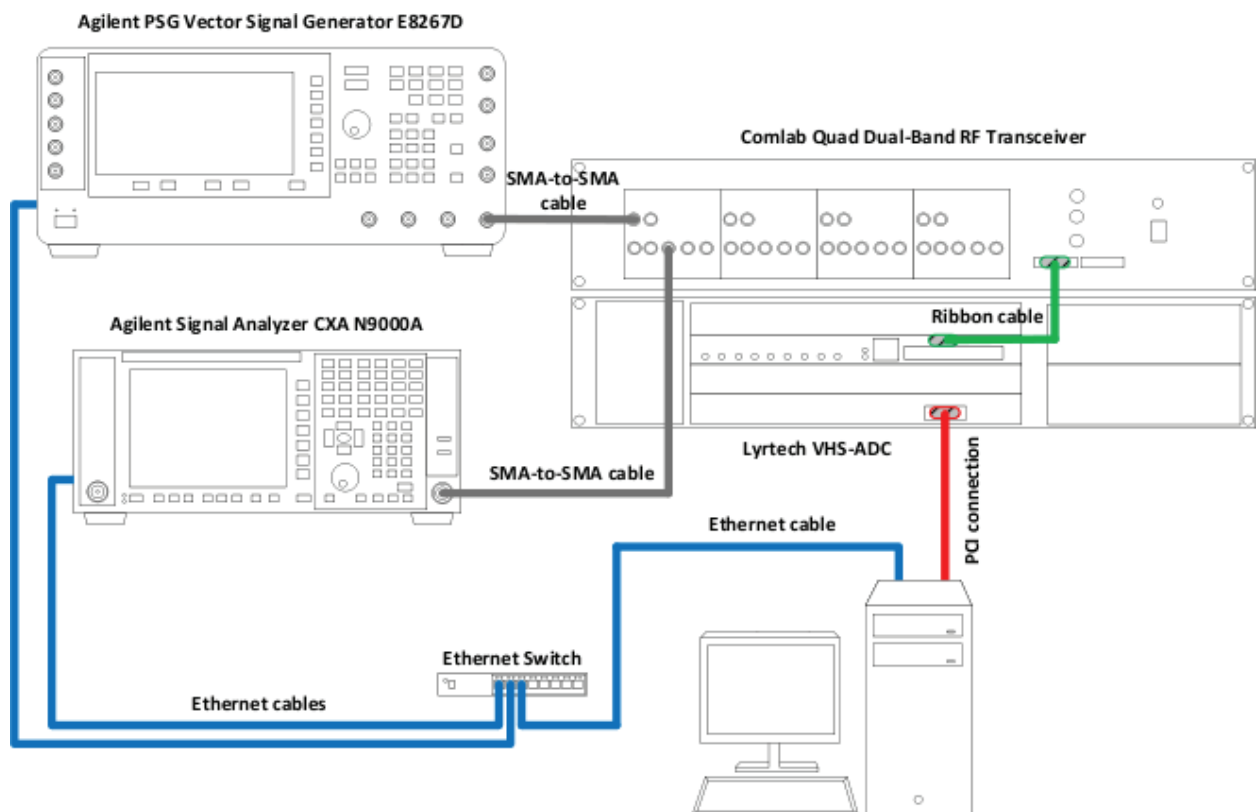 Agilent PSG Vector Signal Generator E8267D
Comlab Quad Dual-Band RF Transceiver
SMA-to-SMA
cable
Ribbon cable
Agilent Signal Analyzer CXA N9000A
Lyrtech VHS-ADC
SMA-to-SMA cable
PCI connection
Ethernet cable
Ethernet Switch
Ethernet cables